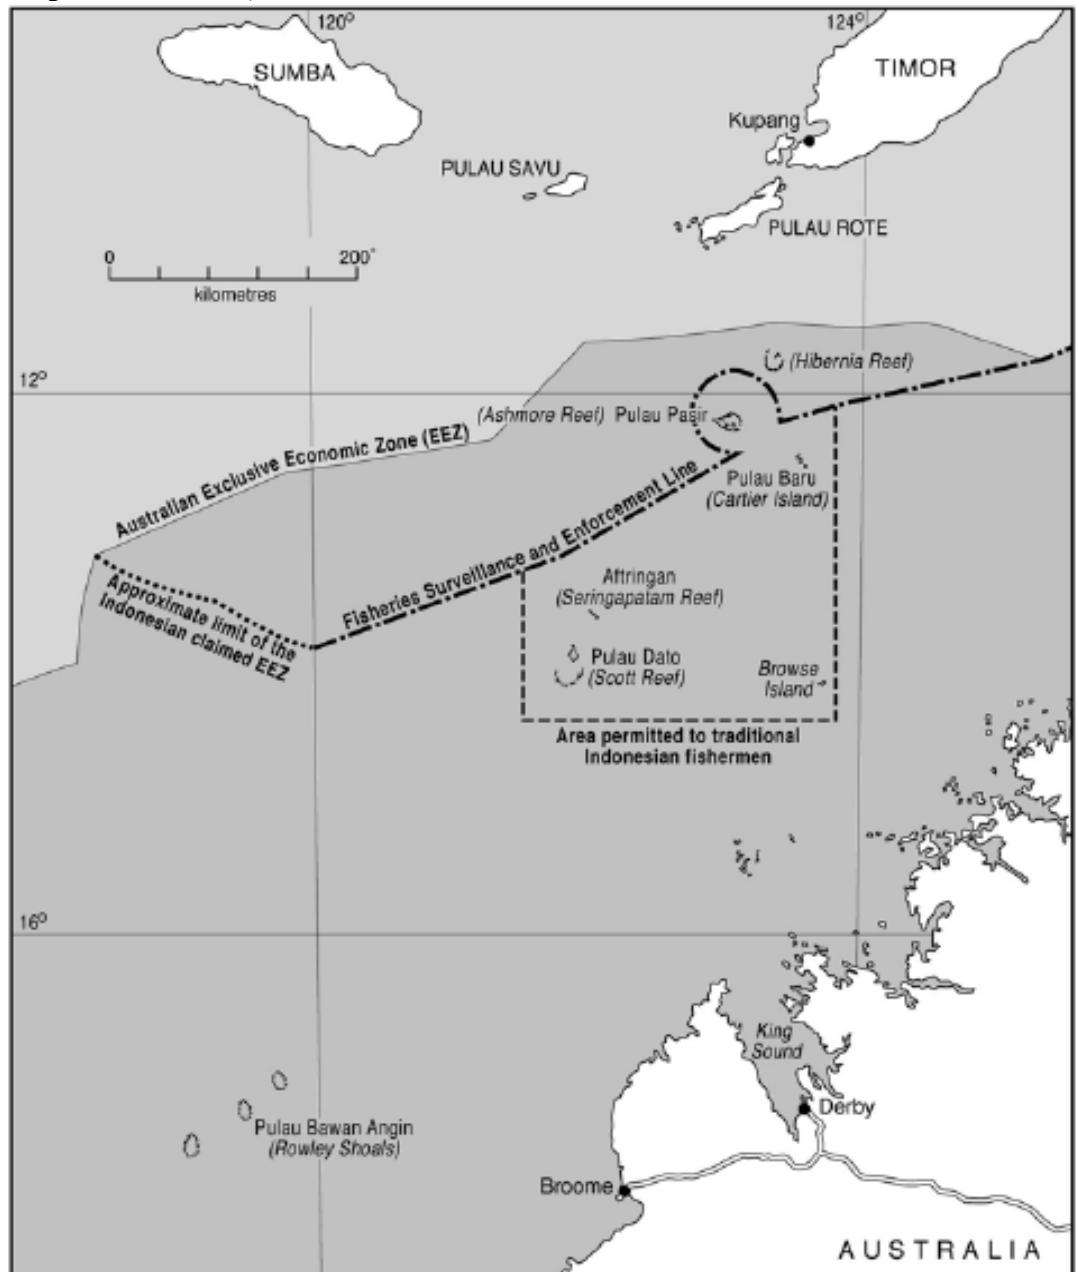 120°
124°
SUMBA
TIMOR
Kupang
PULAU SAVU
PULAU ROTE
0
200
kilometres
(Hibernia Reef)
12°
(Ashmore Reef) Pulau Pasir
Australian Exclusive Economic Zone (EEZ)
Pulau Baru
(Cartier Island)
Fisheries Surveillance and Enforcement Line
Approximate limit of the
Indonesian claimed EEZ
Aftringan
(Seringapatam Reef)
Pulau Dato
(Scott Reef)
Browse
Island
Area permitted to traditional
Indonesian fishermen
16°
King
Sound
Derby
Pulau Bawan Angin
(Rowley Shoals)
Broome
AUSTRALIA